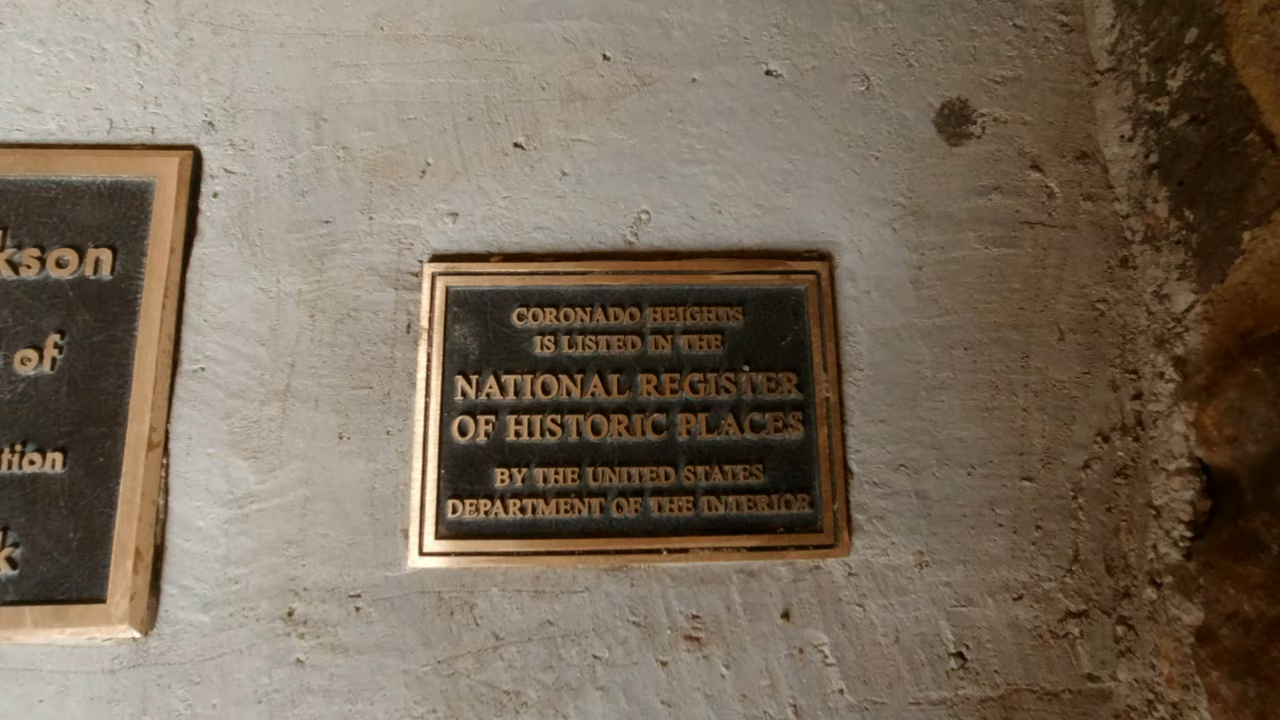 kson
of
tion
k
CORONADO HEIGHTS
IS LISTED IN THE
NATIONAL REGISTER
OF HISTORIC PLACES
BY THE UNITED STATES
DEPARTMENT OF THE INTERIOR